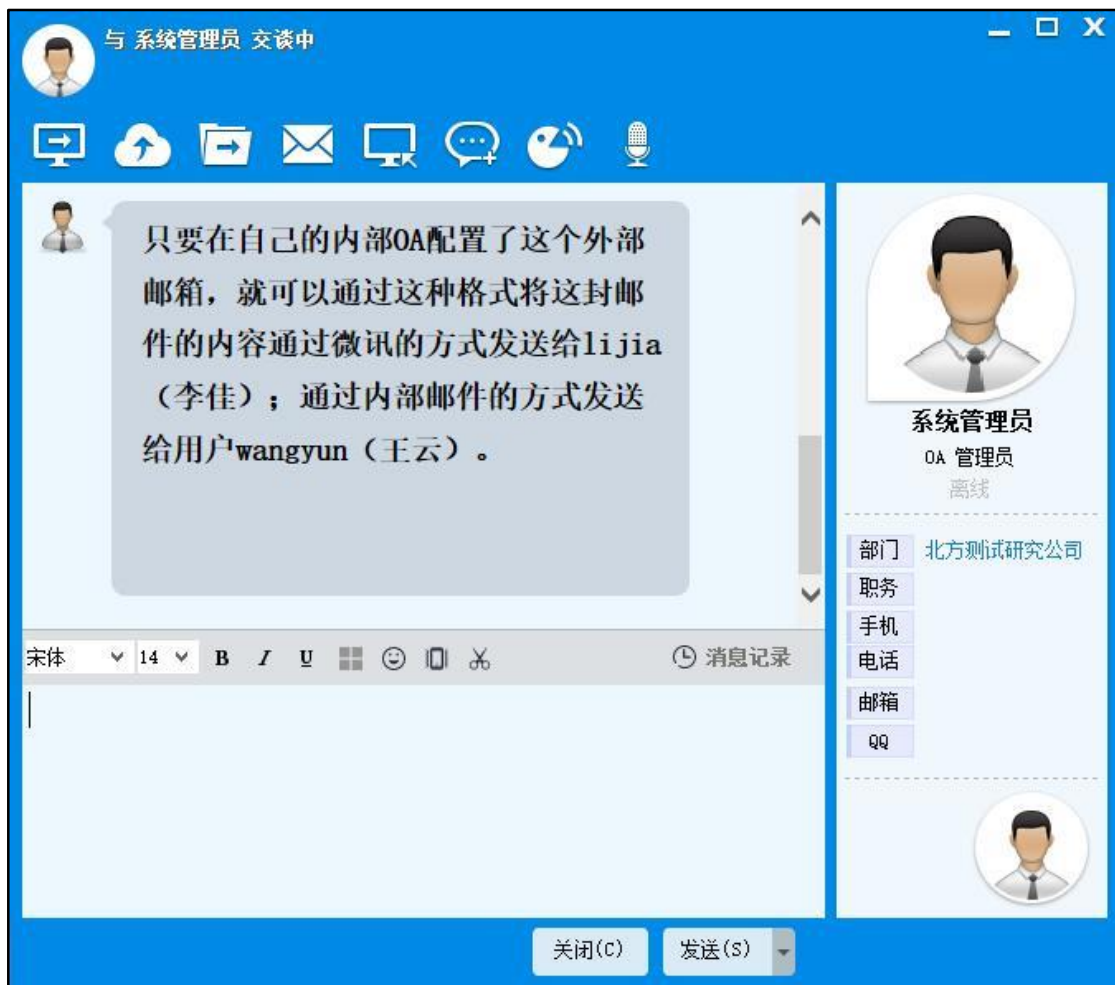 与 系统管理员 交谈中
只要在自己的内部OA配置了这个外部
邮箱，就可以通过这种格式将这封邮
件的内容通过微讯的方式发送给lijia
（李佳）；通过内部邮件的方式发送
给用户wangyun（王云）。
系统管理员
OA 管理员
离线
部门 北方测试研究公司
职务
手机
电话
邮箱
QQ
宋体 14 B I U 消息记录
关闭(C) 发送(S)